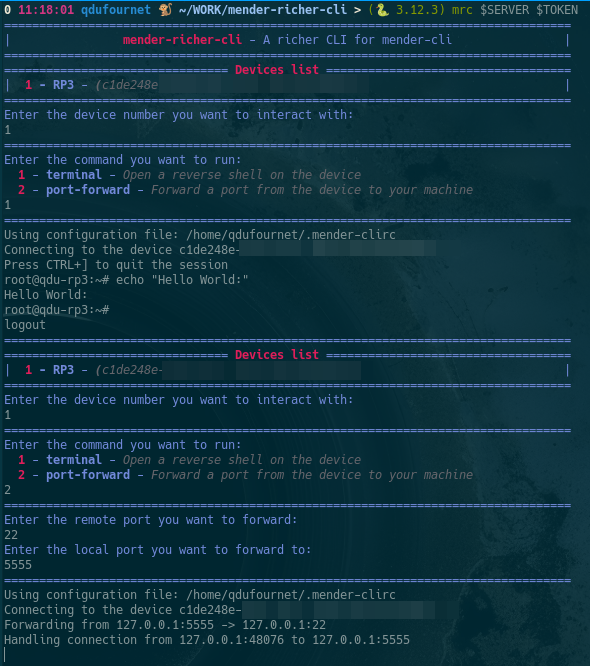 0 11:18:01 qdufournet 🐒 ~/WORK/mender-richer-cli > (🐍 3.12.3) mrc $SERVER $TOKEN
================================================================================
| mender-richer-cli - A richer CLI for mender-cli |
================================================================================
================================ Devices list ===================================
| 1 - RP3 - (c1de248e |
================================================================================
Enter the device number you want to interact with:
1
================================================================================
Enter the command you want to run:
1 - terminal - Open a reverse shell on the device
2 - port-forward - Forward a port from the device to your machine
1
================================================================================
Using configuration file: /home/qdufournet/.mender-clirc
Connecting to the device c1de248e-
Press CTRL+] to quit the session
root@qdu-rp3:~# echo "Hello World:"
Hello World:
root@qdu-rp3:~#
logout
================================================================================
================================ Devices list ===================================
| 1 - RP3 - (c1de248e- |
================================================================================
Enter the device number you want to interact with:
1
================================================================================
Enter the command you want to run:
1 - terminal - Open a reverse shell on the device
2 - port-forward - Forward a port from the device to your machine
2
================================================================================
Enter the remote port you want to forward:
22
Enter the local port you want to forward to:
5555
================================================================================
Using configuration file: /home/qdufournet/.mender-clirc
Connecting to the device c1de248e-
Forwarding from 127.0.0.1:5555 -> 127.0.0.1:22
Handling connection from 127.0.0.1:48076 to 127.0.0.1:5555